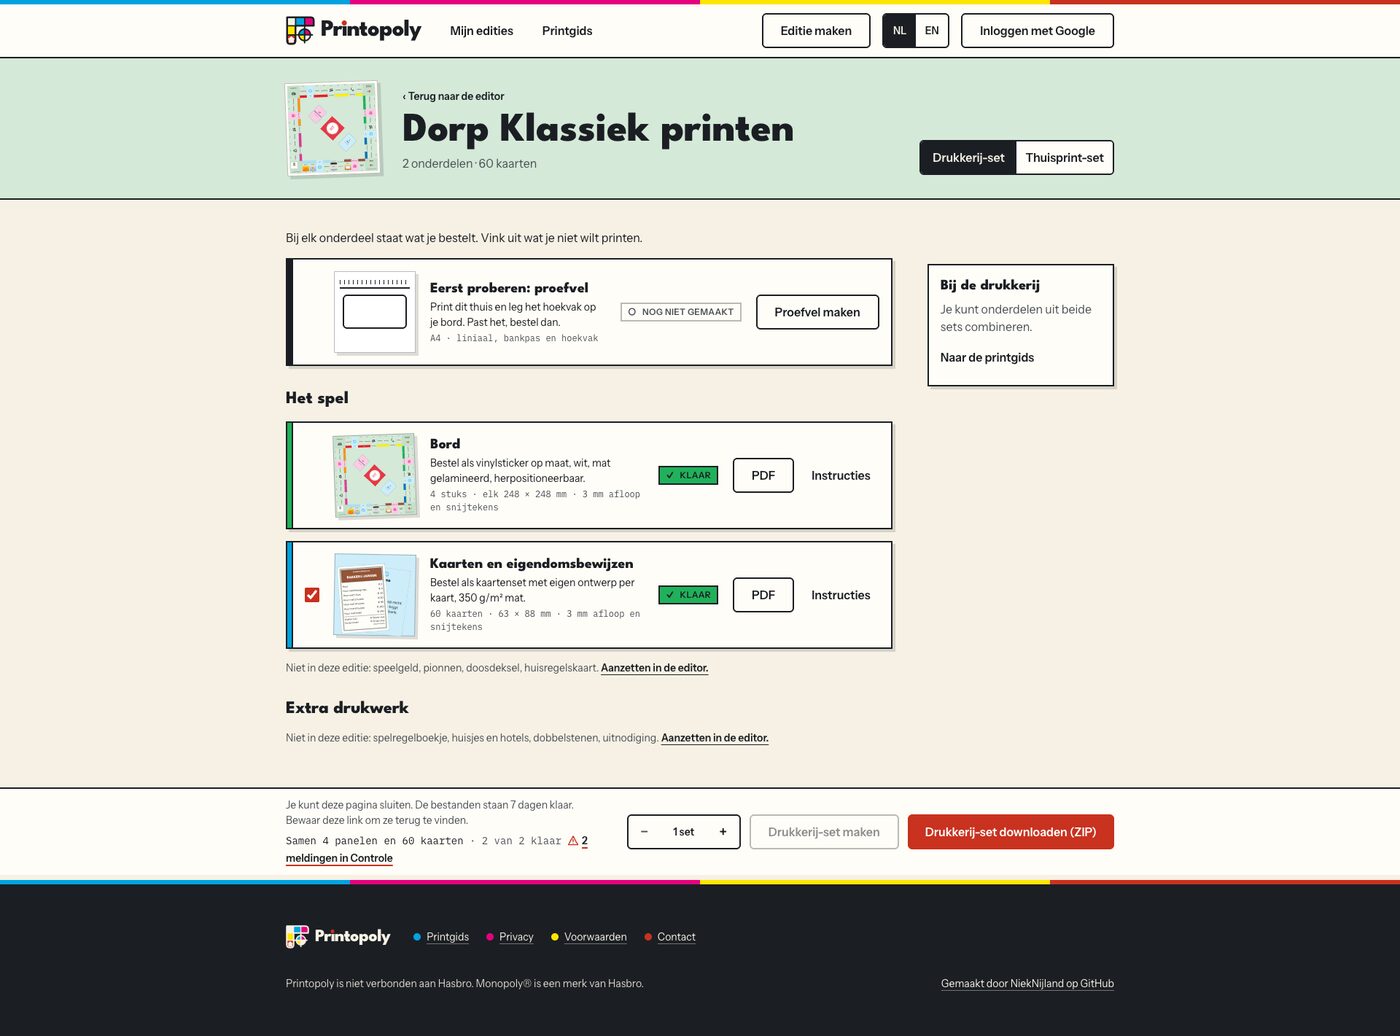 Printopoly
Mijn edities
Printgids
Editie maken
NL
EN
Inloggen met Google
‹ Terug naar de editor
Dorp Klassiek printen
2 onderdelen · 60 kaarten
Drukkerij-set
Thuisprint-set
Bij elk onderdeel staat wat je bestelt. Vink uit wat je niet wilt printen.
Eerst proberen: proefvel
Print dit thuis en leg het hoekvak op
je bord. Past het, bestel dan.
A4 · liniaal, bankpas en hoekvak
NOG NIET GEMAAKT
Proefvel maken
Bij de drukkerij
Je kunt onderdelen uit beide
sets combineren.
Naar de printgids
Het spel
Bord
Bestel als vinylsticker op maat, wit, mat
gelamineerd, herpositioneerbaar.
4 stuks · elk 248 × 248 mm · 3 mm afloop
en snijtekens
KLAAR
PDF
Instructies
Kaarten en eigendomsbewijzen
Bestel als kaartenset met eigen ontwerp per
kaart, 350 g/m² mat.
60 kaarten · 63 × 88 mm · 3 mm afloop en
snijtekens
KLAAR
PDF
Instructies
Niet in deze editie: speelgeld, pionnen, doosdeksel, huisregelskaart. Aanzetten in de editor.
Extra drukwerk
Niet in deze editie: spelregelboekje, huisjes en hotels, dobbelstenen, uitnodiging. Aanzetten in de editor.
Je kunt deze pagina sluiten. De bestanden staan 7 dagen klaar.
Bewaar deze link om ze terug te vinden.
Samen 4 panelen en 60 kaarten · 2 van 2 klaar 2
meldingen in Controle
− 1 set +
Drukkerij-set maken
Drukkerij-set downloaden (ZIP)
Printopoly
Printgids
Privacy
Voorwaarden
Contact
Printopoly is niet verbonden aan Hasbro. Monopoly® is een merk van Hasbro.
Gemaakt door NiekNijland op GitHub